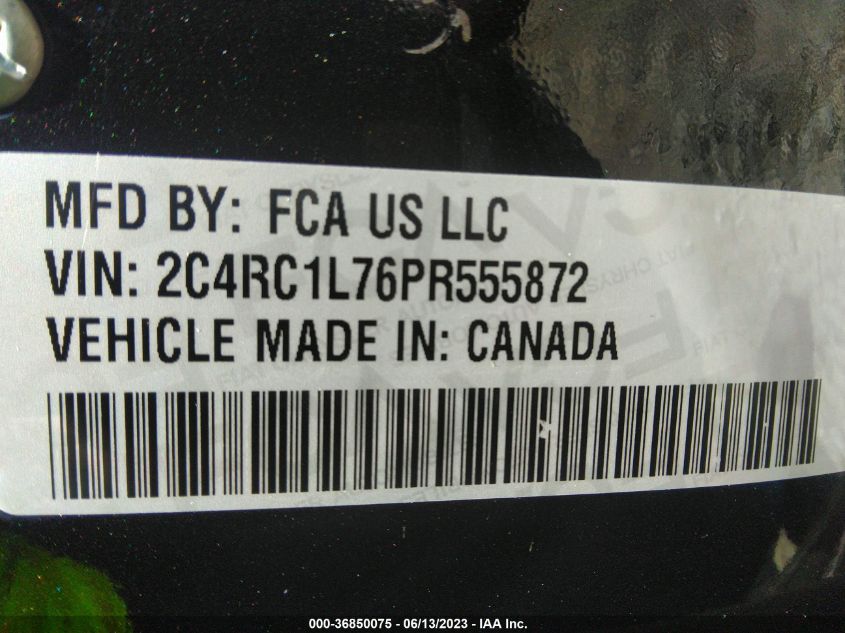 MFD BY: FCA US LLC
VIN: 2C4RC1L76PR555872
VEHICLE MADE IN: CANADA
000-36850075 - 06/13/2023 - IAA Inc.